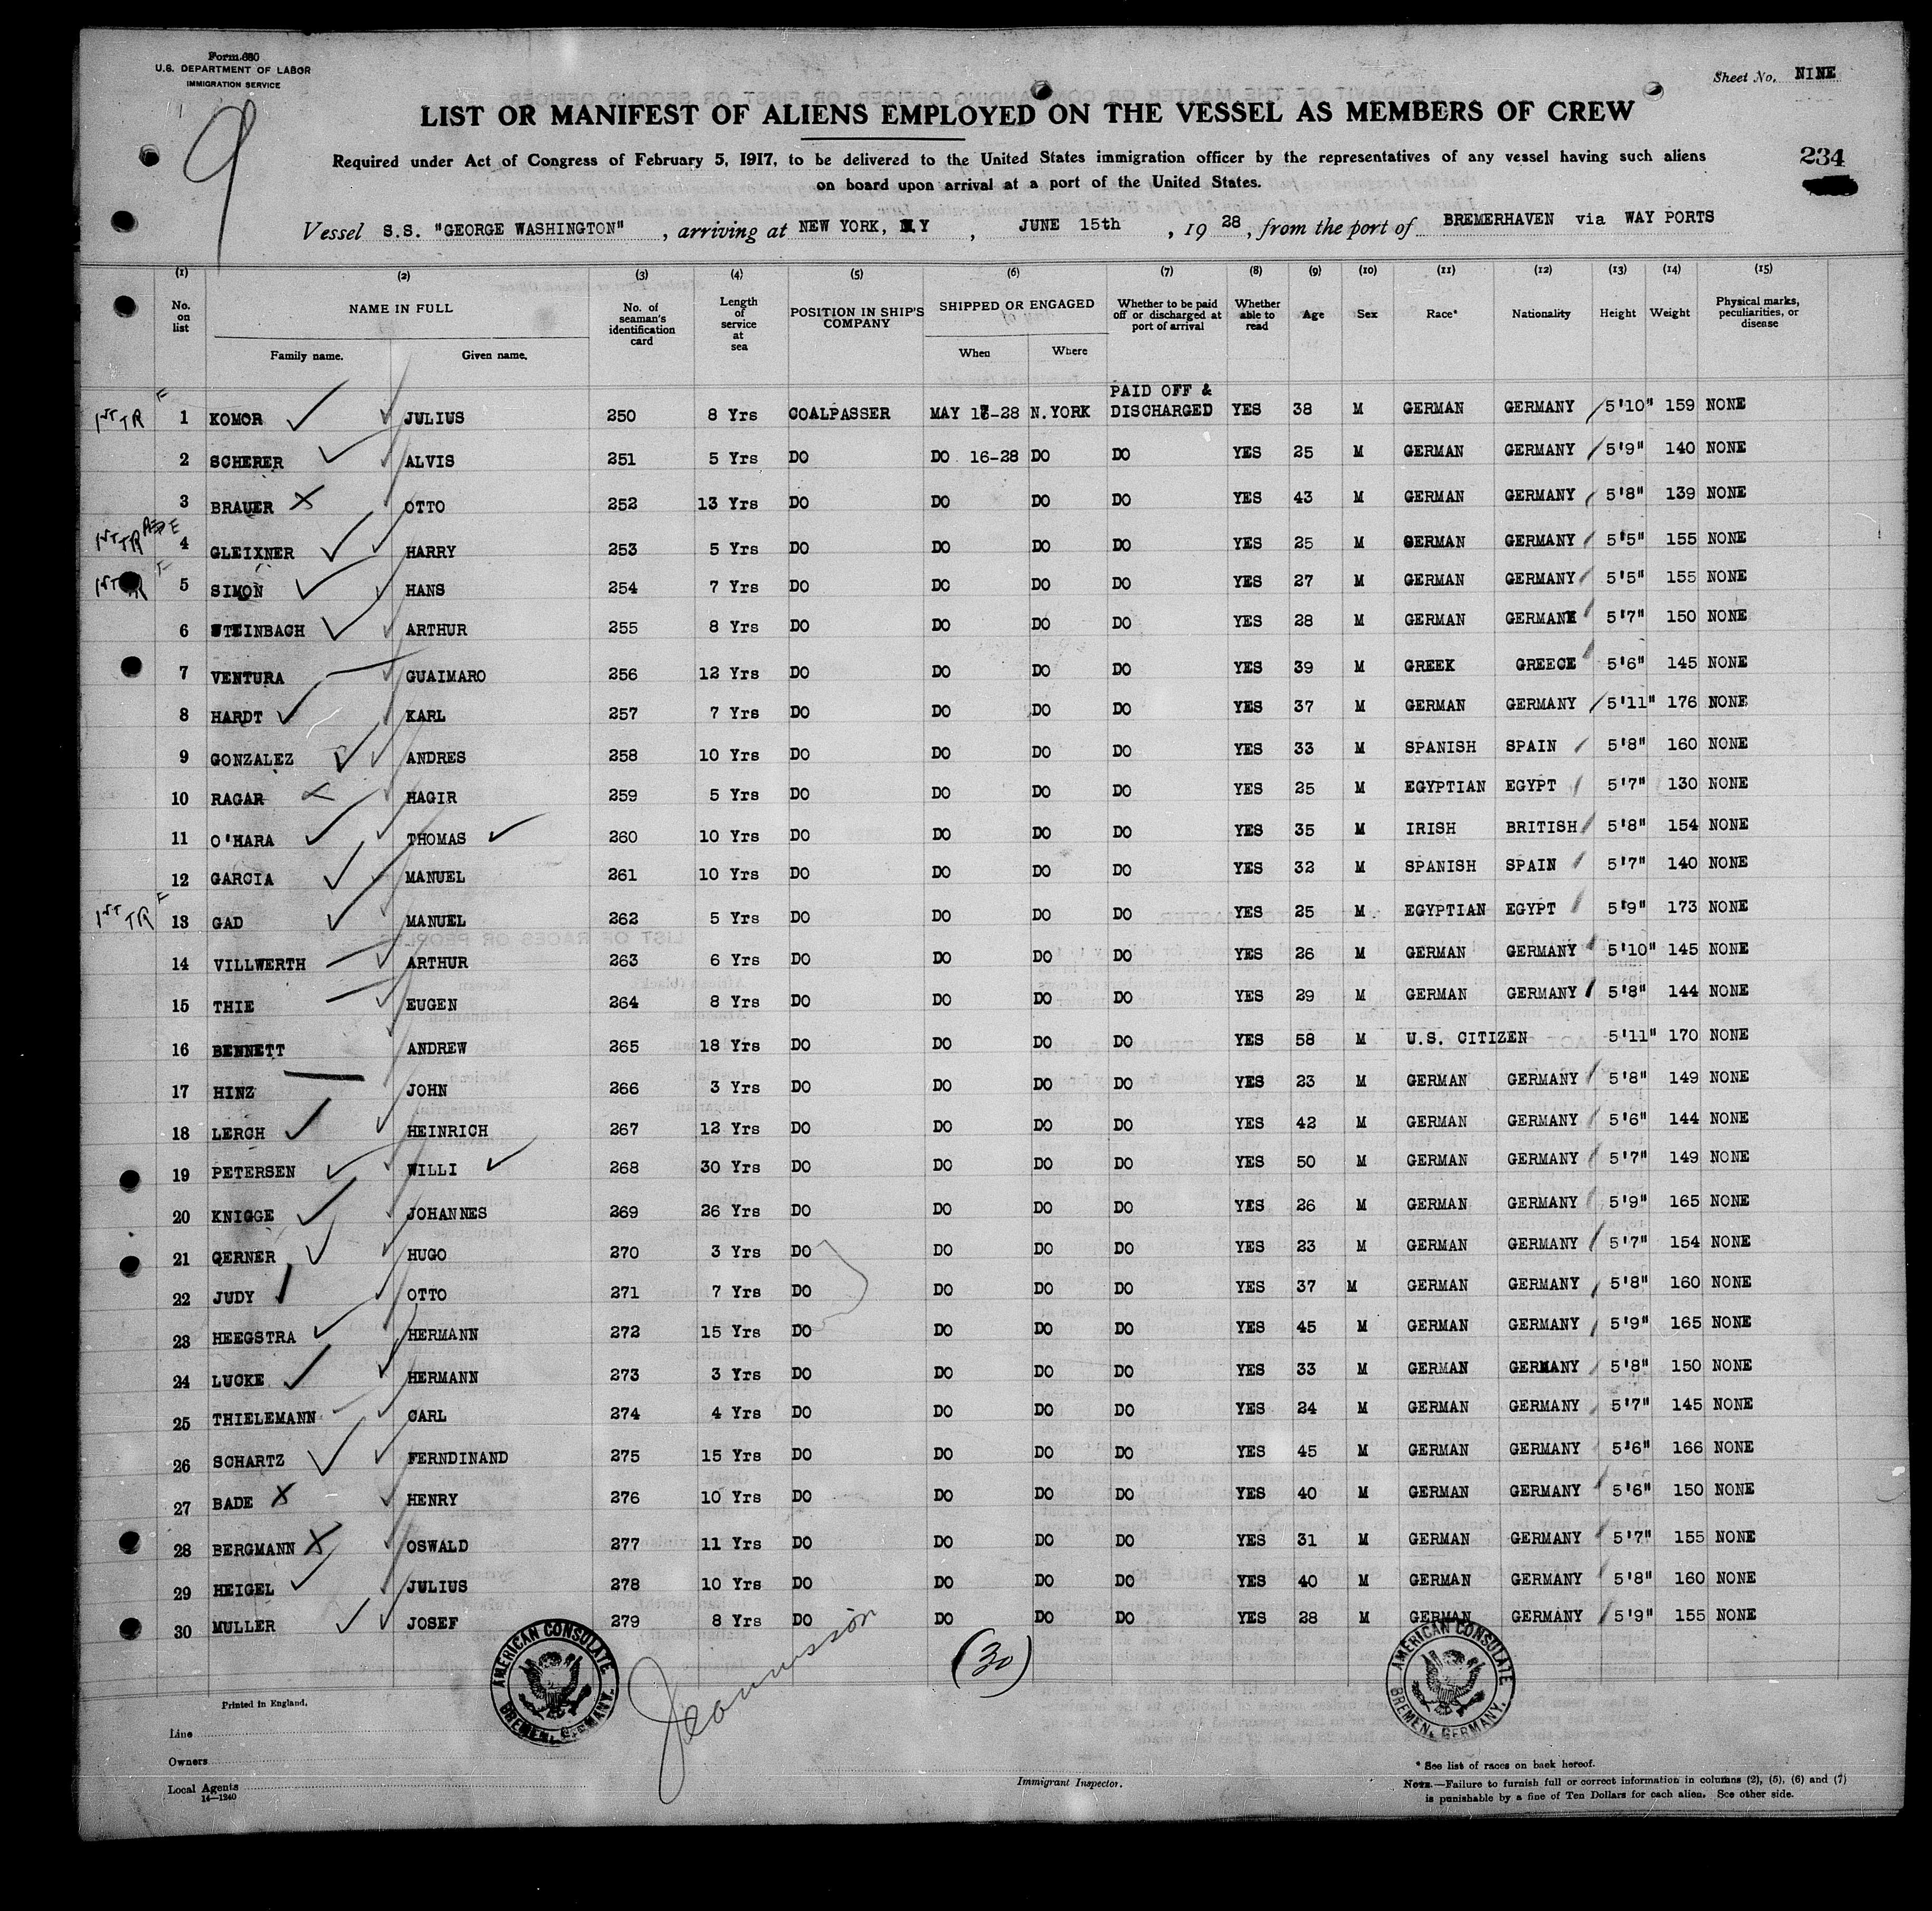 Form 680
U.S. DEPARTMENT OF LABOR
IMMIGRATION SERVICE
Sheet No. NINE
9
LIST OR MANIFEST OF ALIENS EMPLOYED ON THE VESSEL AS MEMBERS OF CREW
Required under Act of Congress of February 5, 1917, to be delivered to the United States immigration officer by the representatives of any vessel having such aliens
on board upon arrival at a port of the United States.
234
Vessel S.S. "GEORGE WASHINGTON", arriving at NEW YORK, N.Y, JUNE 15th, 1928, from the port of BREMERHAVEN via WAY PORTS
(1) (2) (3) (4) (5) (6) (7) (8) (9) (10) (11) (12) (13) (14) (15)
No. on list NAME IN FULL No. of seaman's identification card Length of service at sea POSITION IN SHIP'S COMPANY SHIPPED OR ENGAGED Whether to be paid off or discharged at port of arrival Whether able to read Age Sex Race* Nationality Height Weight Physical marks, peculiarities, or disease
Family name. Given name. When Where
PAID OFF &
1ST TR F 1 KOMOR JULIUS 250 8 Yrs COALPASSER MAY 16-28 N.YORK DISCHARGED YES 38 M GERMAN GERMANY 5'10" 159 NONE
2 SCHERER ALVIS 251 5 Yrs DO DO 16-28 DO DO YES 25 M GERMAN GERMANY 5'9" 140 NONE
3 BRAUER OTTO 252 13 Yrs DO DO DO DO YES 43 M GERMAN GERMANY 5'8" 139 NONE
1ST TR 4 GLEIXNER HARRY 253 5 Yrs DO DO DO DO YES 25 M GERMAN GERMANY 5'5" 155 NONE
1ST TR F 5 SIMON HANS 254 7 Yrs DO DO DO DO YES 27 M GERMAN GERMANY 5'5" 155 NONE
6 STEINBACH ARTHUR 255 8 Yrs DO DO DO DO YES 28 M GERMAN GERMANY 5'7" 150 NONE
7 VENTURA GUAIMARO 256 12 Yrs DO DO DO DO YES 39 M GREEK GREECE 5'6" 145 NONE
8 HARDT KARL 257 7 Yrs DO DO DO DO YES 37 M GERMAN GERMANY 5'11" 176 NONE
9 GONZALEZ ANDRES 258 10 Yrs DO DO DO DO YES 33 M SPANISH SPAIN 5'8" 160 NONE
10 RAGAR HAGIR 259 5 Yrs DO DO DO DO YES 25 M EGYPTIAN EGYPT 5'7" 130 NONE
11 O'HARA THOMAS 260 10 Yrs DO DO DO DO YES 35 M IRISH BRITISH 5'8" 154 NONE
12 GARCIA MANUEL 261 10 Yrs DO DO DO DO YES 32 M SPANISH SPAIN 5'7" 140 NONE
1ST TR F 13 GAD MANUEL 262 5 Yrs DO DO DO DO YES 25 M EGYPTIAN EGYPT 5'9" 173 NONE
14 VILLWERTH ARTHUR 263 6 Yrs DO DO DO DO YES 26 M GERMAN GERMANY 5'10" 145 NONE
15 THIE EUGEN 264 8 Yrs DO DO DO DO YES 29 M GERMAN GERMANY 5'8" 144 NONE
16 BENNETT ANDREW 265 18 Yrs DO DO DO DO YES 58 M U.S. CITIZEN 5'11" 170 NONE
17 HINZ JOHN 266 3 Yrs DO DO DO DO YES 23 M GERMAN GERMANY 5'8" 149 NONE
18 LERCH HEINRICH 267 12 Yrs DO DO DO DO YES 42 M GERMAN GERMANY 5'6" 144 NONE
19 PETERSEN WILLI 268 30 Yrs DO DO DO DO YES 50 M GERMAN GERMANY 5'7" 149 NONE
20 KNIGGE JOHANNES 269 26 Yrs DO DO DO DO YES 26 M GERMAN GERMANY 5'9" 165 NONE
21 GERNER HUGO 270 3 Yrs DO DO DO DO YES 23 M GERMAN GERMANY 5'7" 154 NONE
22 JUDY OTTO 271 7 Yrs DO DO DO DO YES 37 M GERMAN GERMANY 5'8" 160 NONE
23 HEEGSTRA HERMANN 272 15 Yrs DO DO DO DO YES 45 M GERMAN GERMANY 5'9" 165 NONE
24 LUCKE HERMANN 273 3 Yrs DO DO DO DO YES 33 M GERMAN GERMANY 5'8" 150 NONE
25 THIELEMANN CARL 274 4 Yrs DO DO DO DO YES 24 M GERMAN GERMANY 5'7" 145 NONE
26 SCHARTZ FERNDINAND 275 15 Yrs DO DO DO DO YES 45 M GERMAN GERMANY 5'6" 166 NONE
27 BADE HENRY 276 10 Yrs DO DO DO DO YES 40 M GERMAN GERMANY 5'6" 150 NONE
28 BERGMANN OSWALD 277 11 Yrs DO DO DO DO YES 31 M GERMAN GERMANY 5'7" 155 NONE
29 HEIGEL JULIUS 278 10 Yrs DO DO DO DO YES 40 M GERMAN GERMANY 5'8" 160 NONE
30 MULLER JOSEF 279 8 Yrs DO DO DO DO YES 28 M GERMAN GERMANY 5'9" 155 NONE
(30)
AMERICAN CONSULATE BREMEN, GERMANY.
AMERICAN CONSULATE BREMEN, GERMANY.
Printed in England.
Line
Owners
Local Agents
14—1240
Immigrant Inspector.
* See list of races on back hereof.
NOTE.—Failure to furnish full or correct information in columns (2), (5), (6) and (7)
is punishable by a fine of Ten Dollars for each alien. See other side.